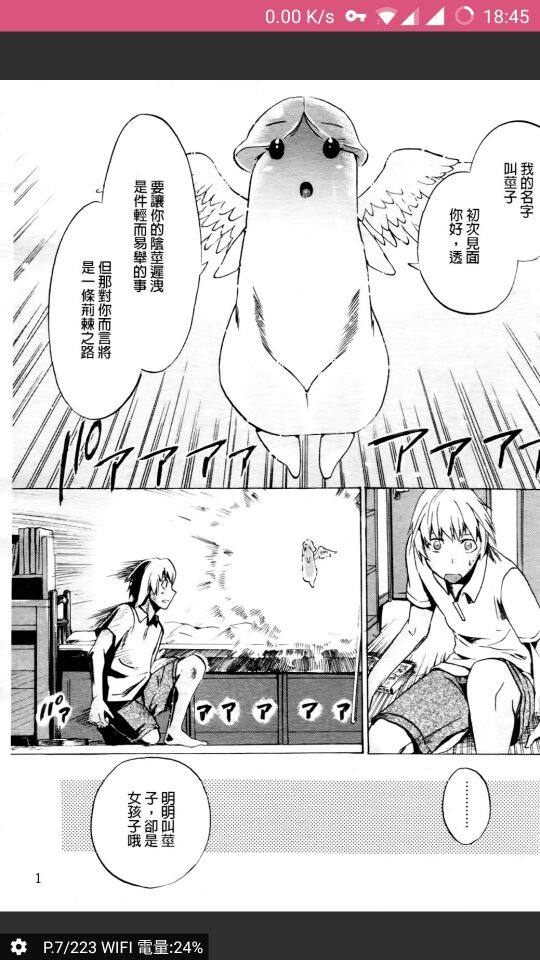 0.00 K/s
18:45
我的名字
叫莖子
初次見面
你好，透
要讓你的陰莖遲洩
是件輕而易舉的事
但那對你而言將
是一條荊棘之路
パァ
アアアア
アアア
パァ
アアアアア
………
明明叫莖
子，卻是
女孩子哦
1
P.7/223 WIFI 電量:24%